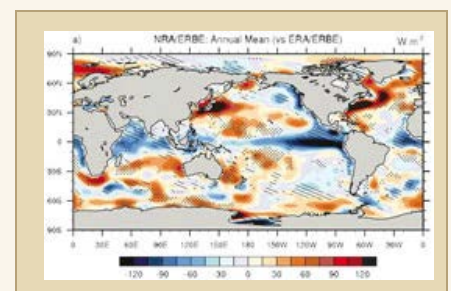 a) NRA/ERBE: Annual Mean (vs ERA/ERBE) W m⁻²
90N
60N
30N
0
30S
60S
90S
0 30E 60E 90E 120E 150E 180 150W 120W 90W 60W 30W 0
-120 -90 -60 -30 0 30 60 90 120